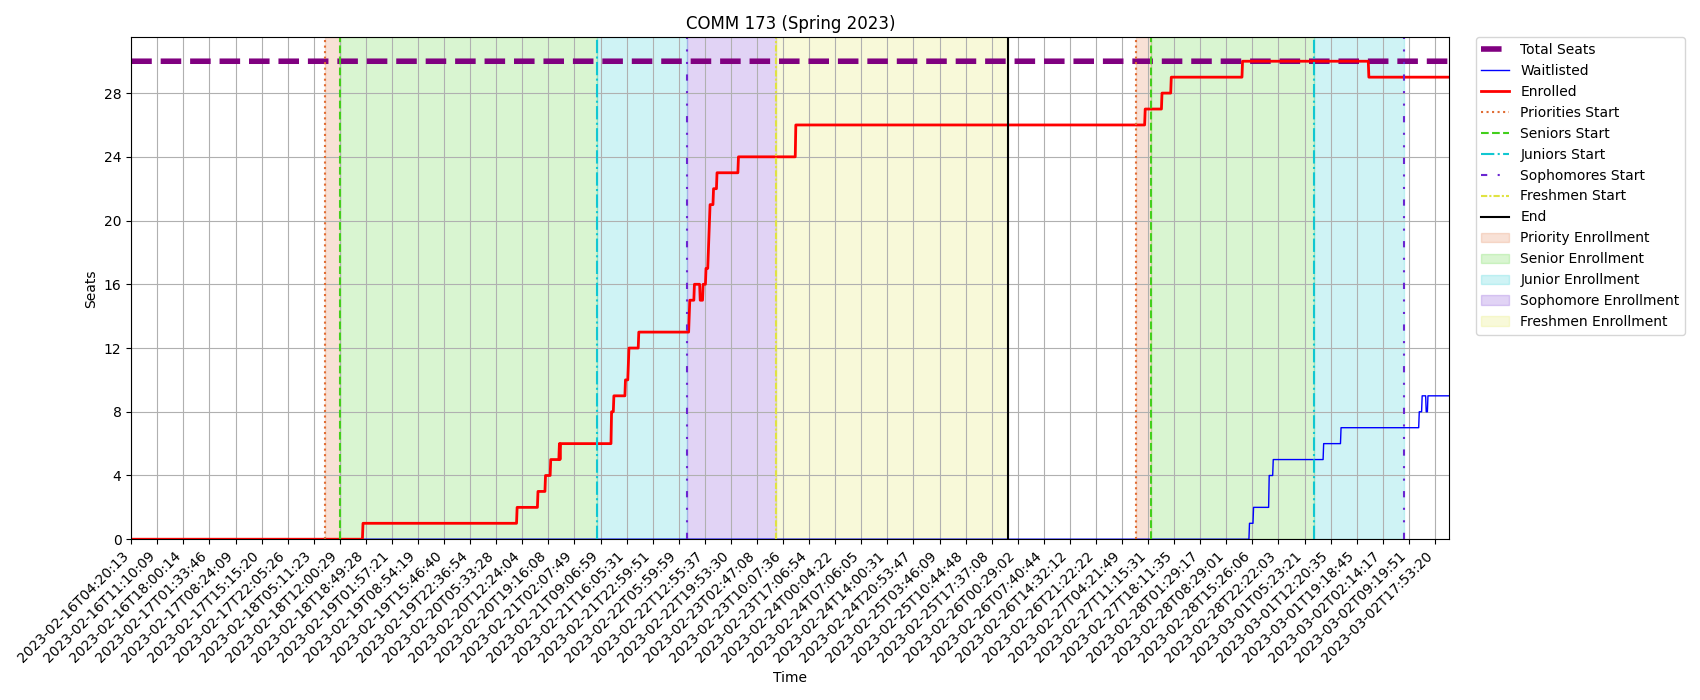 COMM 173 (Spring 2023)
Total Seats
Waitlisted
Enrolled
Priorities Start
Seniors Start
Juniors Start
Sophomores Start
Freshmen Start
End
Priority Enrollment
Senior Enrollment
Junior Enrollment
Sophomore Enrollment
Freshmen Enrollment
Seats
28
24
20
16
12
8
4
0
2023-02-16T04:20:13
2023-02-16T11:10:09
2023-02-16T18:00:14
2023-02-17T01:33:46
2023-02-17T08:24:09
2023-02-17T15:15:20
2023-02-17T22:05:26
2023-02-18T05:11:23
2023-02-18T12:00:29
2023-02-18T18:49:28
2023-02-19T01:57:21
2023-02-19T08:54:19
2023-02-19T15:46:40
2023-02-19T22:36:54
2023-02-20T05:33:28
2023-02-20T12:24:04
2023-02-20T19:16:08
2023-02-21T02:07:49
2023-02-21T09:06:59
2023-02-21T16:05:31
2023-02-21T22:59:51
2023-02-22T05:59:59
2023-02-22T12:55:37
2023-02-22T19:53:30
2023-02-23T02:47:08
2023-02-23T10:07:36
2023-02-23T17:06:54
2023-02-24T00:04:22
2023-02-24T07:06:05
2023-02-24T14:00:31
2023-02-24T20:53:47
2023-02-25T03:46:09
2023-02-25T10:44:48
2023-02-25T17:37:08
2023-02-26T00:29:02
2023-02-26T07:40:44
2023-02-26T14:32:12
2023-02-26T21:22:22
2023-02-27T04:21:49
2023-02-27T11:15:31
2023-02-27T18:11:35
2023-02-28T01:29:17
2023-02-28T08:29:01
2023-02-28T15:26:06
2023-02-28T22:22:03
2023-03-01T05:23:21
2023-03-01T12:20:35
2023-03-01T19:18:45
2023-03-02T02:14:17
2023-03-02T09:19:51
2023-03-02T17:53:20
Time